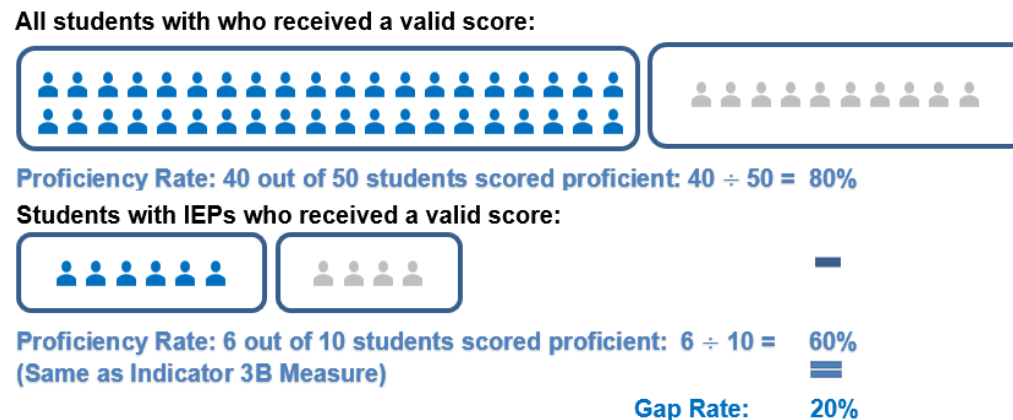 All students with who received a valid score:
Proficiency Rate: 40 out of 50 students scored proficient: 40 ÷ 50 = 80%
Students with IEPs who received a valid score:
Proficiency Rate: 6 out of 10 students scored proficient: 6 ÷ 10 = 60%
(Same as Indicator 3B Measure)
Gap Rate: 20%